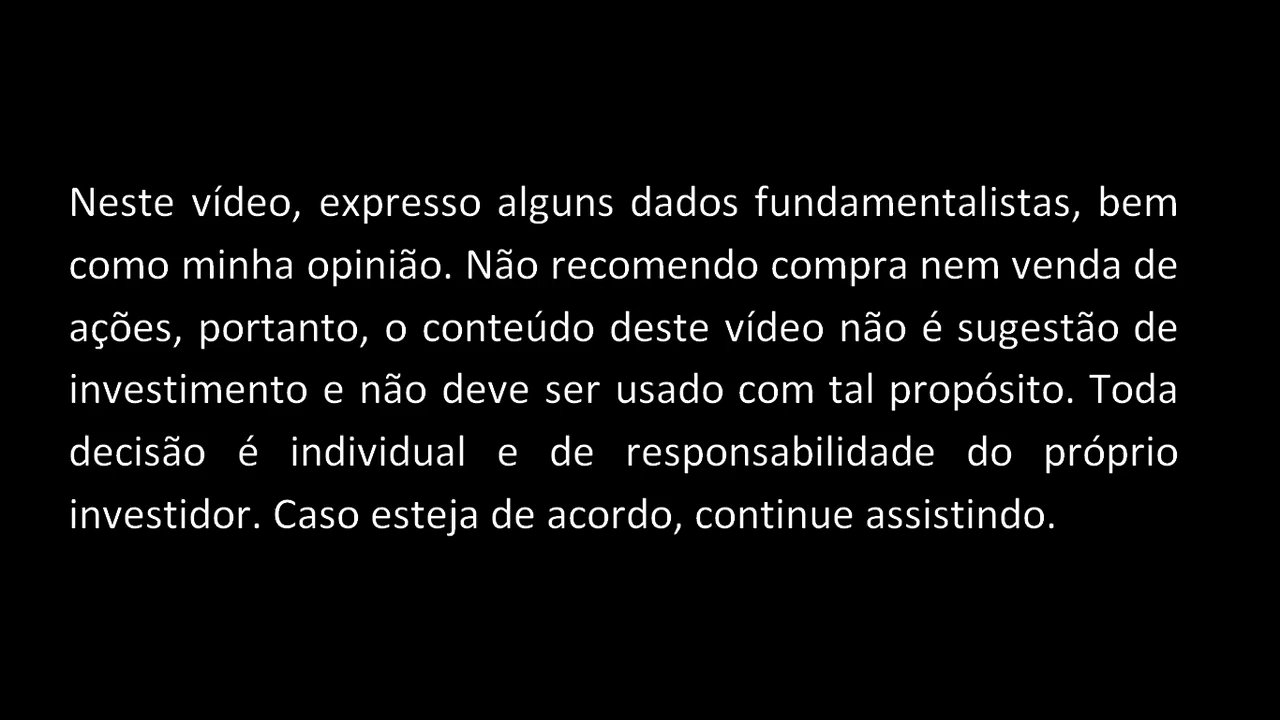 Neste vídeo, expresso alguns dados fundamentalistas, bem
como minha opinião. Não recomendo compra nem venda de
ações, portanto, o conteúdo deste vídeo não é sugestão de
investimento e não deve ser usado com tal propósito. Toda
decisão é individual e de responsabilidade do próprio
investidor. Caso esteja de acordo, continue assistindo.